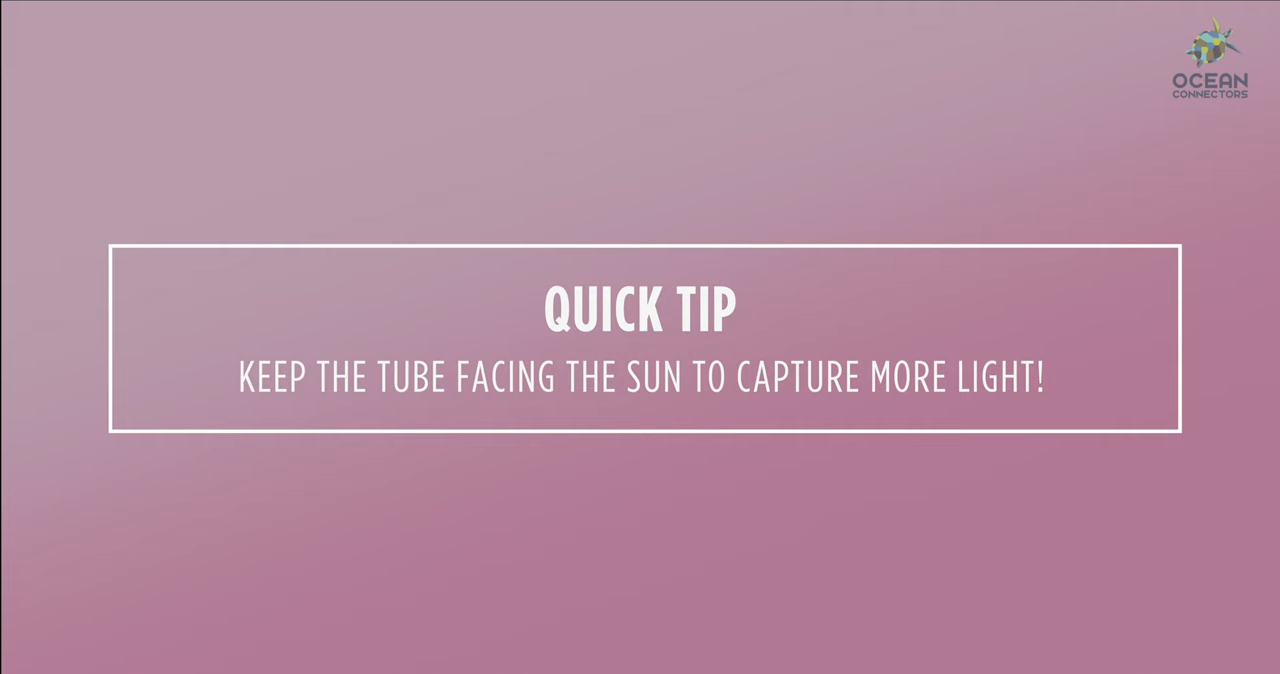 OCEAN
CONNECTORS
QUICK TIP
KEEP THE TUBE FACING THE SUN TO CAPTURE MORE LIGHT!